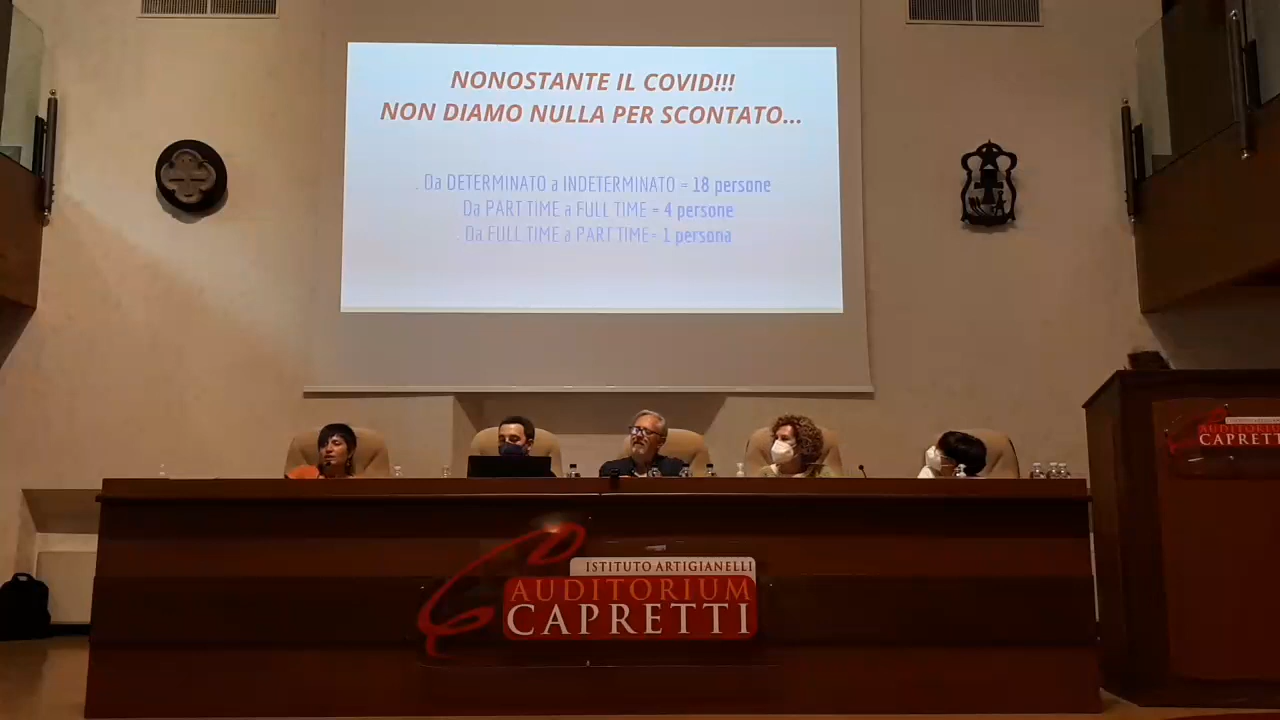 NONOSTANTE IL COVID!!!
NON DIAMO NULLA PER SCONTATO...
. Da DETERMINATO a INDETERMINATO = 18 persone
Da PART TIME a FULL TIME = 4 persone
. Da FULL TIME a PART TIME= 1 persona
ISTITUTO ARTIGIANELLI
AUDITORIUM
CAPRETTI
AUDITORIUM
CAPRETTI